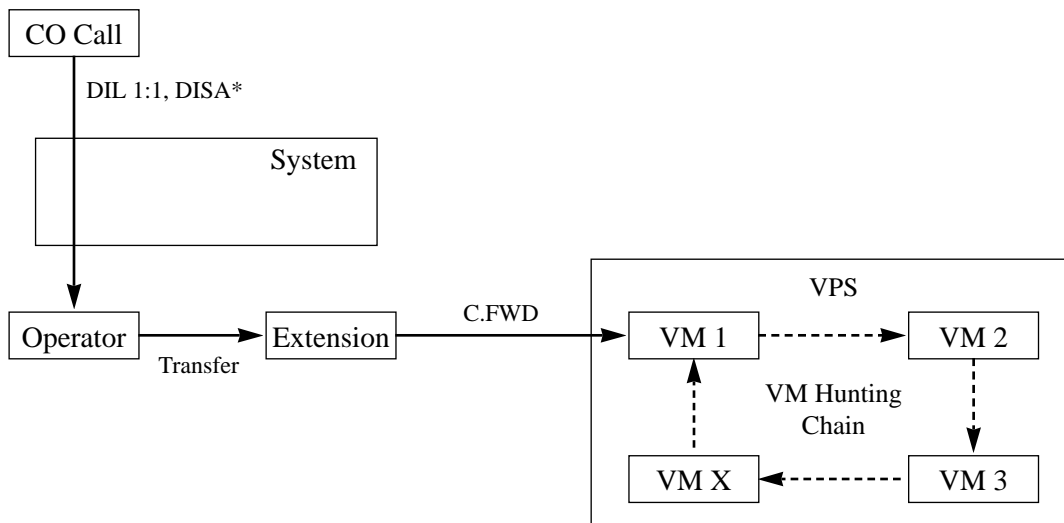 CO Call
DIL 1:1, DISA*
System
VPS
Operator
Transfer
Extension
C.FWD
VM 1
VM 2
VM Hunting
Chain
VM X
VM 3